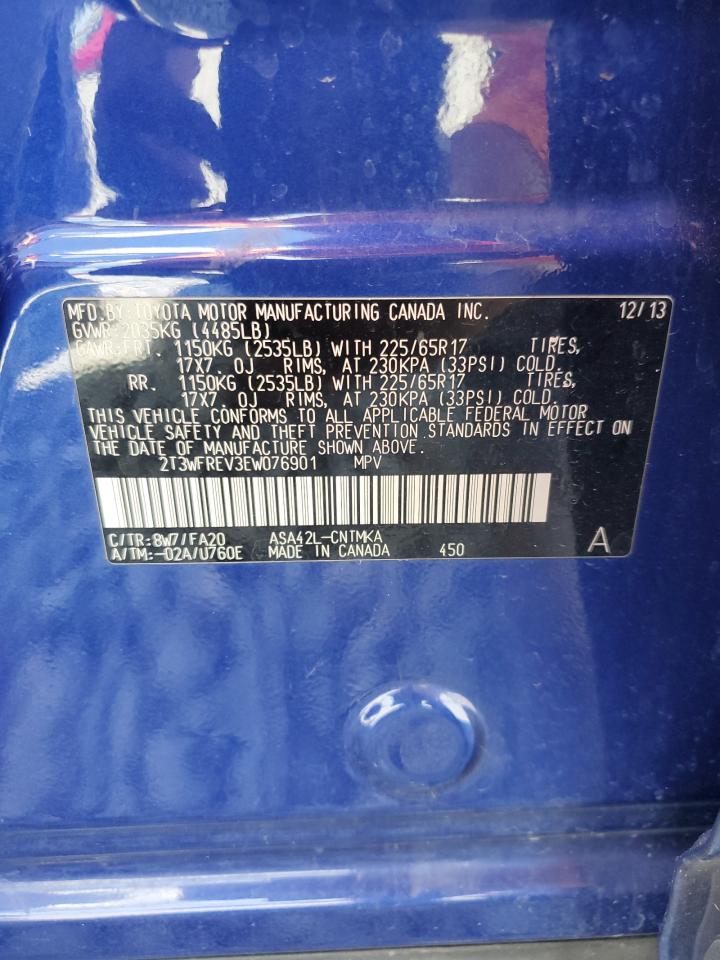 MFD.BY:TOYOTA MOTOR MANUFACTURING CANADA INC. 12/13
GVWR:2035KG (4485LB)
GAWR:FRT. 1150KG (2535LB) WITH 225/65R17 TIRES,
17X7.0J RIMS, AT 230KPA (33PSI) COLD.
RR. 1150KG (2535LB) WITH 225/65R17 TIRES,
17X7.0J RIMS, AT 230KPA (33PSI) COLD.
THIS VEHICLE CONFORMS TO ALL APPLICABLE FEDERAL MOTOR
VEHICLE SAFETY AND THEFT PREVENTION STANDARDS IN EFFECT ON
THE DATE OF MANUFACTURE SHOWN ABOVE.
2T3WFREV3EW076901 MPV
C/TR:8W7/FA20 ASA42L-CNTMKA
A/TM:-02A/U760E MADE IN CANADA 450 A